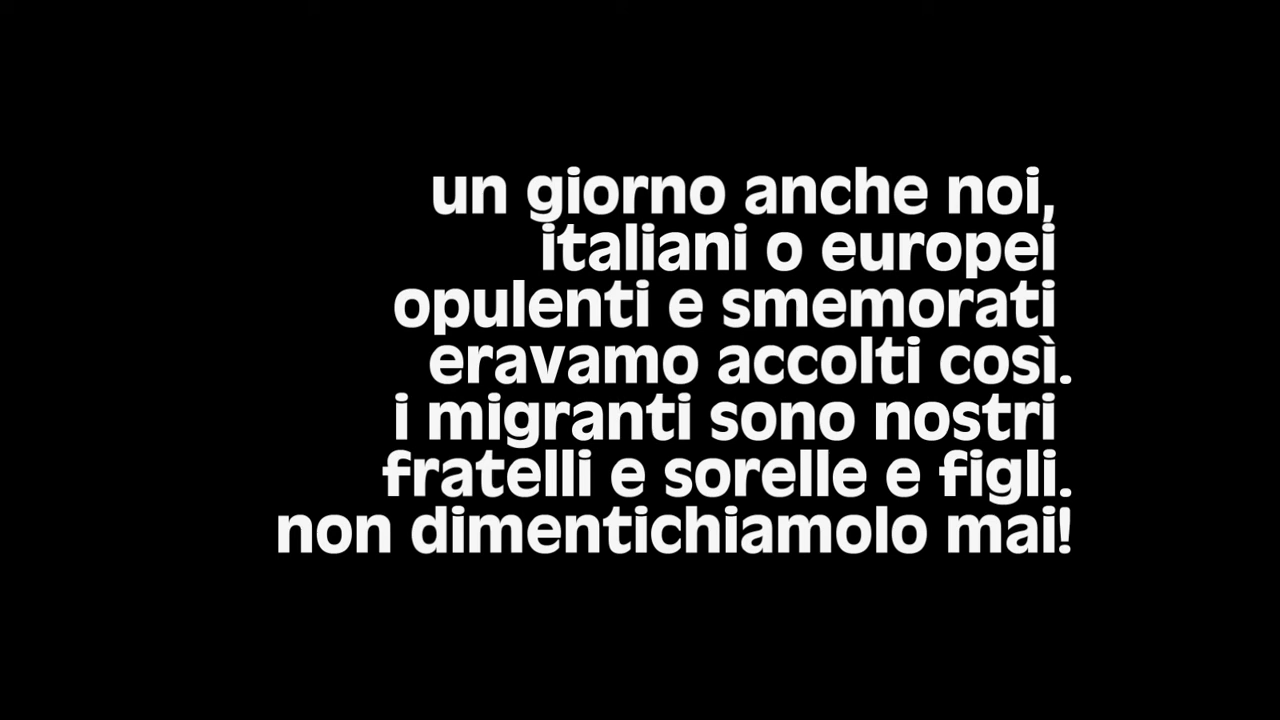 un giorno anche noi,
italiani o europei
opulenti e smemorati
eravamo accolti così.
i migranti sono nostri
fratelli e sorelle e figli.
non dimentichiamolo mai!